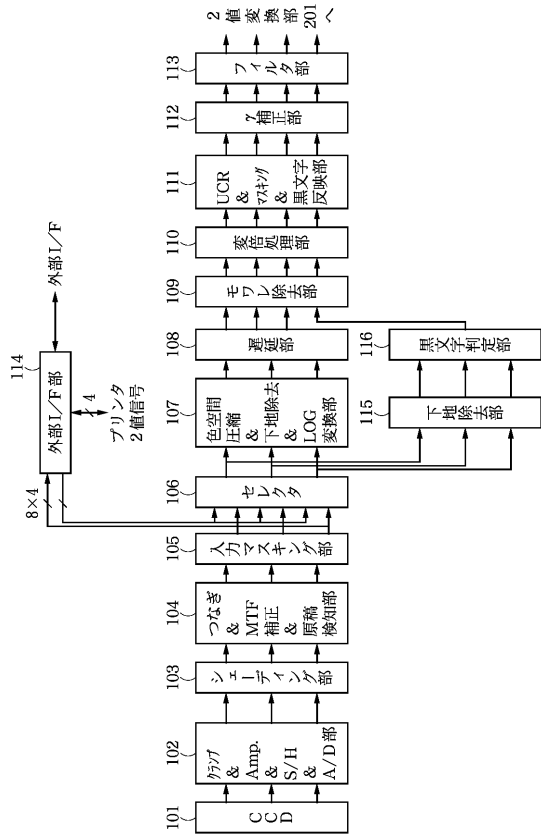 101
CCD
102
クランプ
&
Amp.
&
S/H
&
A/D部
103
シェーディング部
104
つなぎ
&
MTF
補正
&
原稿
検知部
105
入力マスキング部
106
セレクタ
107
色空間
圧縮
&
下地除去
&
LOG
変換部
108
遅延部
109
モワレ除去部
110
変倍処理部
111
UCR
&
マスキング
&
黒文字
反映部
112
γ補正部
113
フィルタ部
2値変換部201へ
114
外部I/F部
外部I/F
8×4
4
プリンタ
2値信号
115
下地除去部
116
黒文字判定部